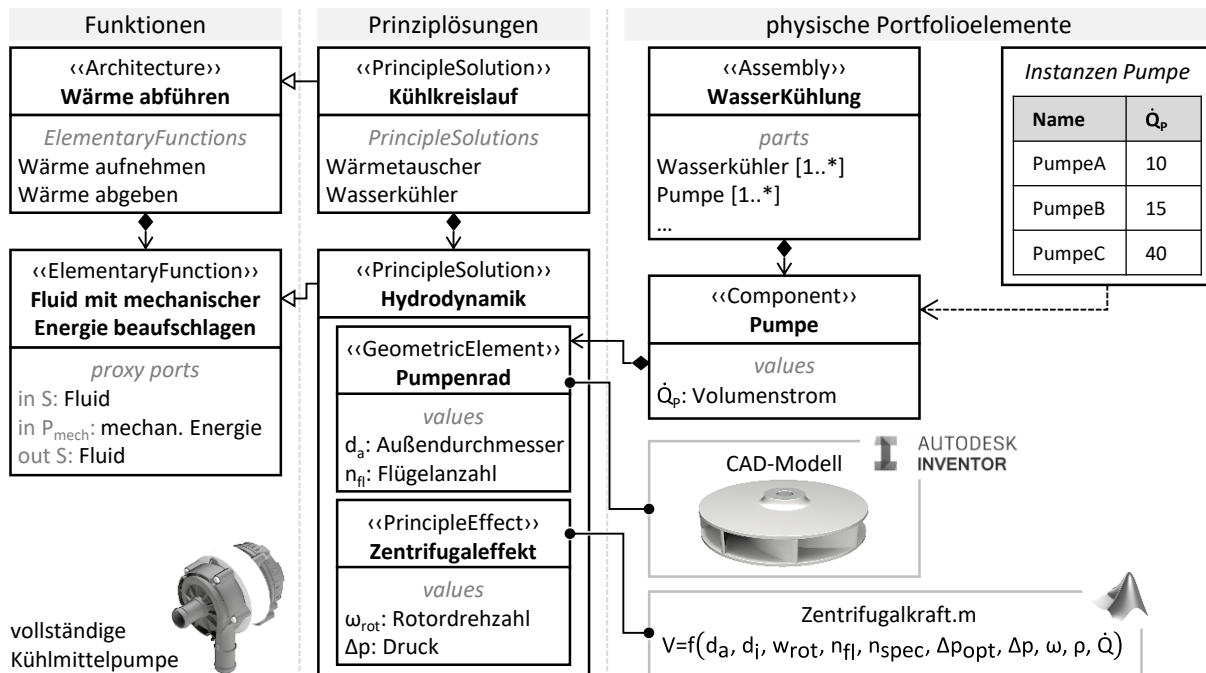 Funktionen
‹‹Architecture››
Wärme abführen
ElementaryFunctions
Wärme aufnehmen
Wärme abgeben
‹‹ElementaryFunction››
Fluid mit mechanischer
Energie beaufschlagen
proxy ports
in S: Fluid
in Pmech: mechan. Energie
out S: Fluid
vollständige
Kühlmittelpumpe
Prinziplösungen
‹‹PrincipleSolution››
Kühlkreislauf
PrincipleSolutions
Wärmetauscher
Wasserkühler
‹‹PrincipleSolution››
Hydrodynamik
‹‹GeometricElement››
Pumpenrad
values
da: Außendurchmesser
nfl: Flügelanzahl
‹‹PrincipleEffect››
Zentrifugaleffekt
values
ωrot: Rotordrehzahl
Δp: Druck
physische Portfolioelemente
‹‹Assembly››
WasserKühlung
parts
Wasserkühler [1..*]
Pumpe [1..*]
...
‹‹Component››
Pumpe
values
Q̇P: Volumenstrom
Instanzen Pumpe
Name Q̇P
PumpeA 10
PumpeB 15
PumpeC 40
CAD-Modell
AUTODESK
INVENTOR
Zentrifugalkraft.m
V=f(da, di, wrot, nfl, nspec, Δpopt, Δp, ω, ρ, Q̇)